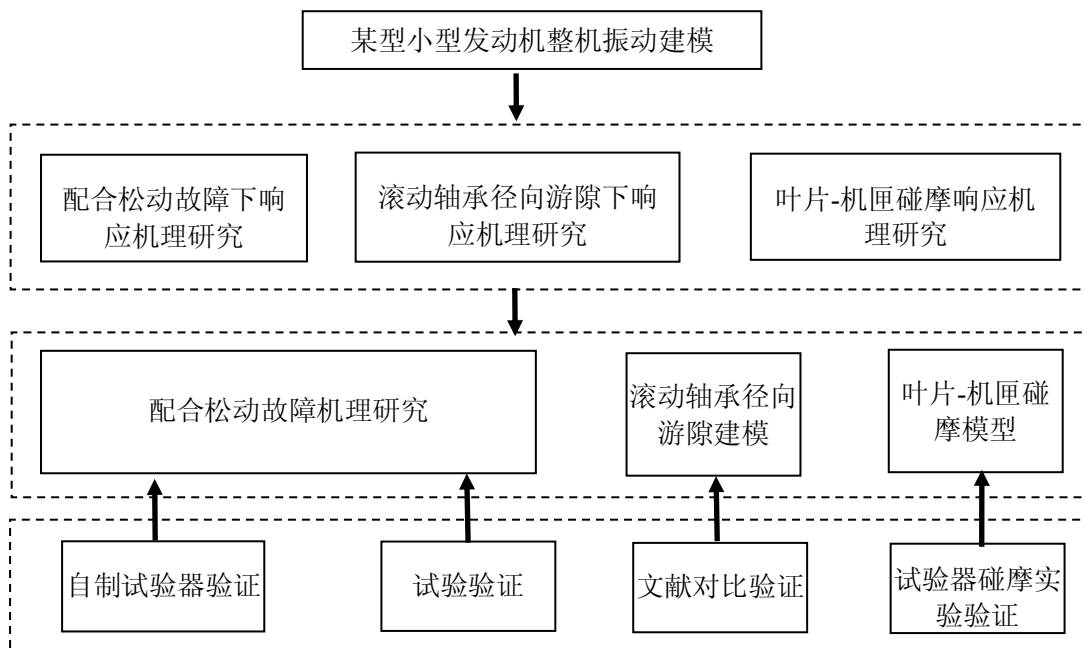 某型小型发动机整机振动建模
配合松动故障下响
应机理研究
滚动轴承径向游隙下响
应机理研究
叶片-机匣碰摩响应机
理研究
配合松动故障机理研究
滚动轴承径向
游隙建模
叶片-机匣碰
摩模型
自制试验器验证
试验验证
文献对比验证
试验器碰摩实
验验证